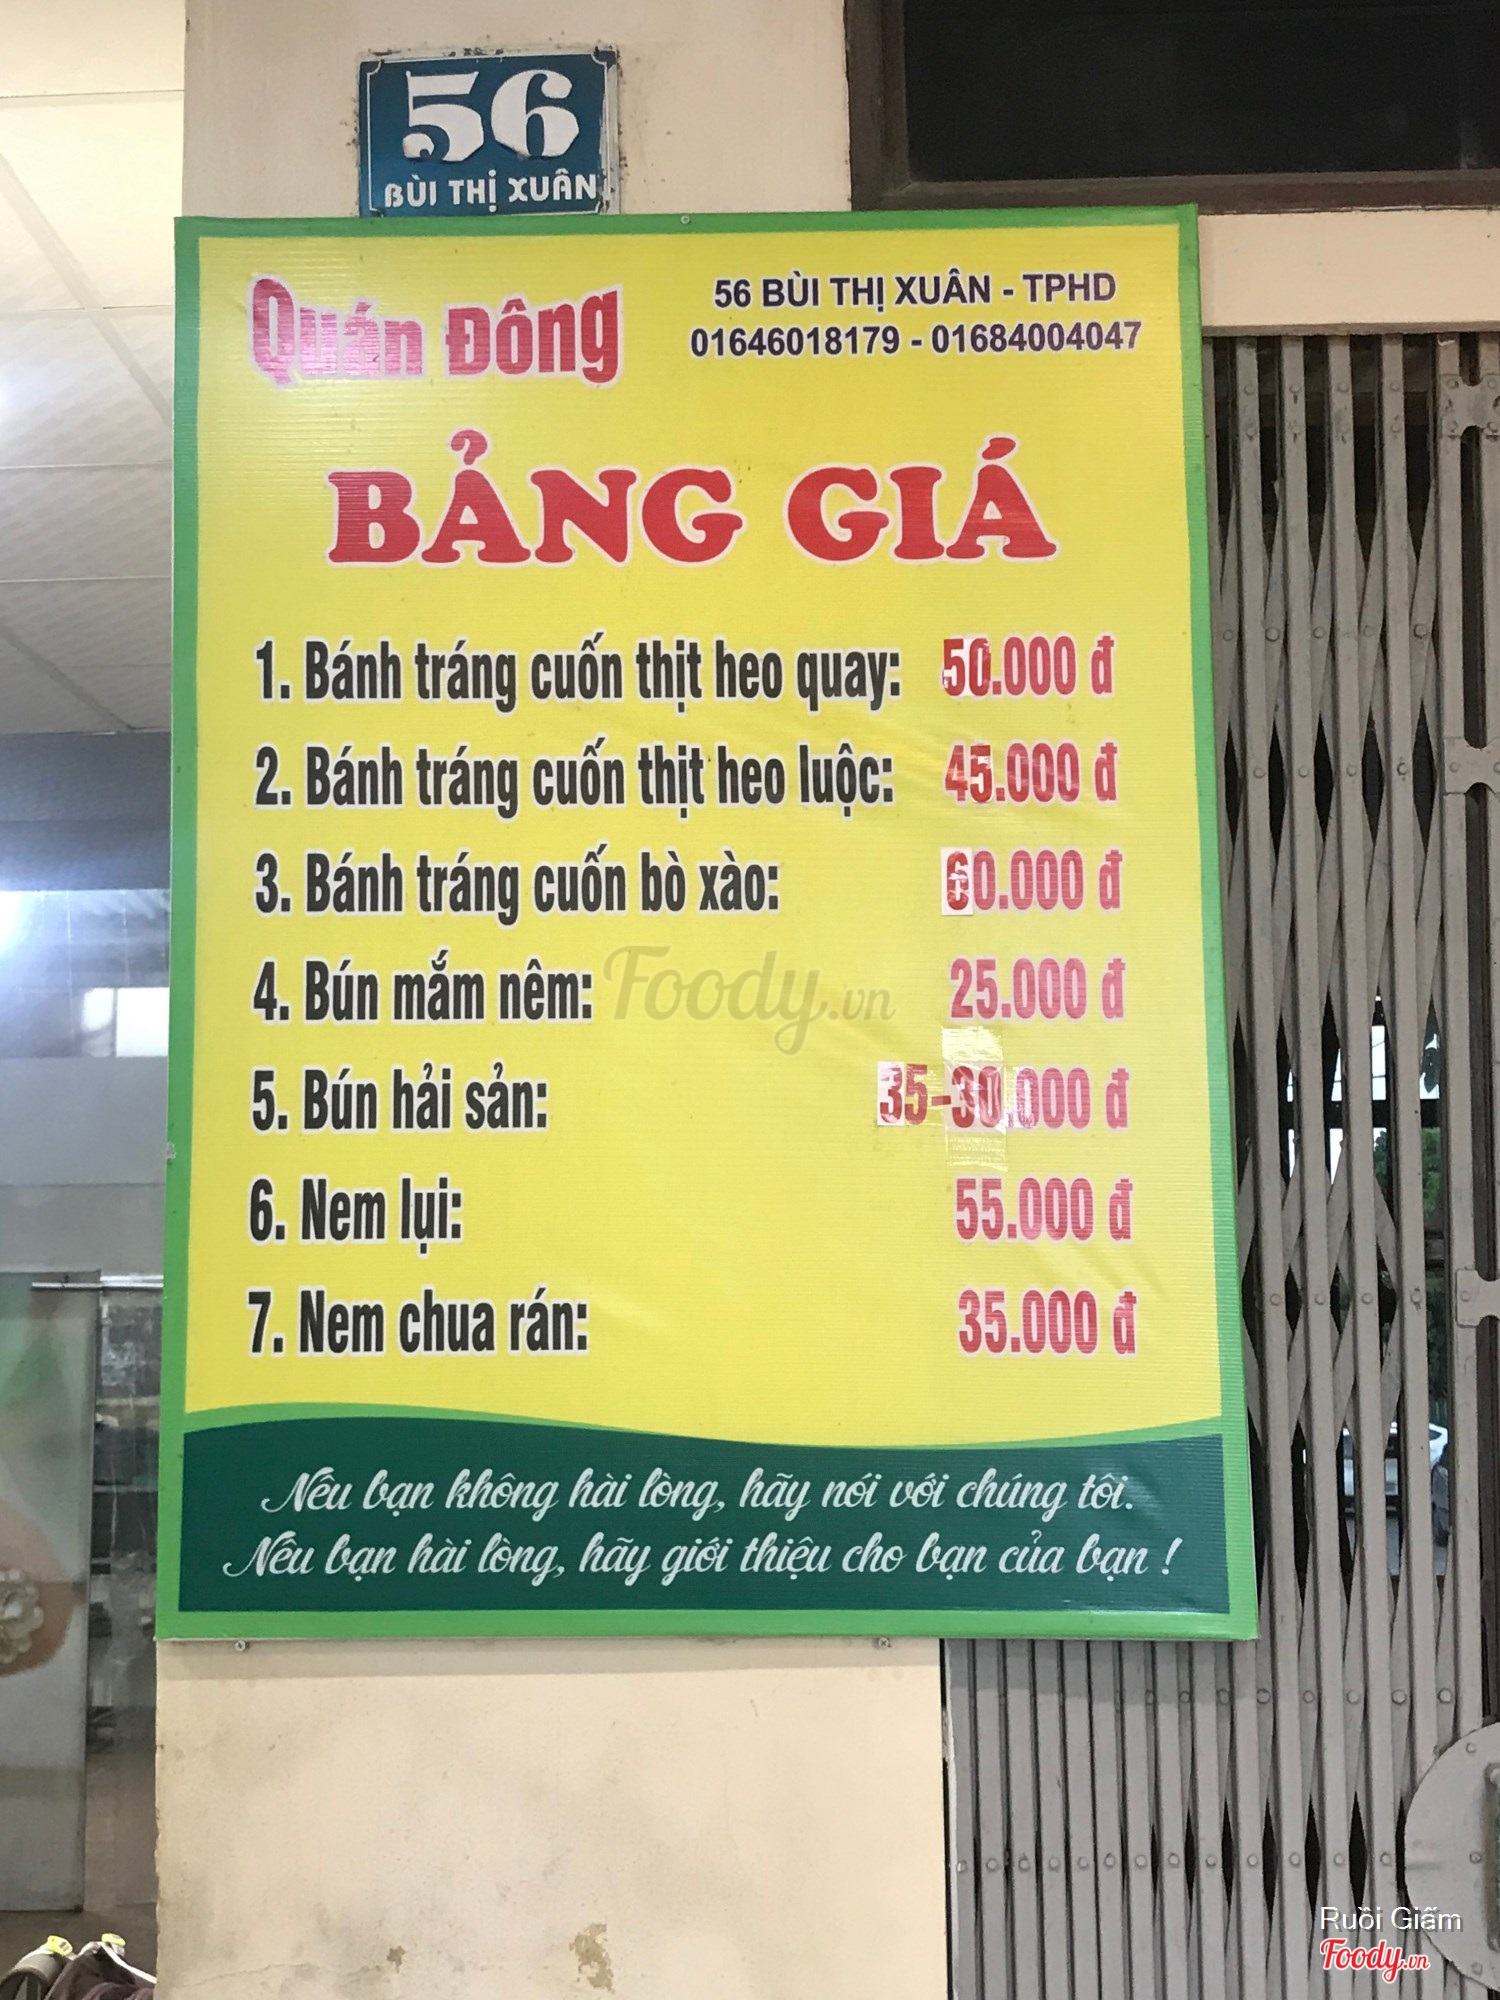 56
BÙI THỊ XUÂN
Quán Đông
56 BÙI THỊ XUÂN - TPHD
01646018179 - 01684004047
BẢNG GIÁ
1. Bánh tráng cuốn thịt heo quay: 50.000 đ
2. Bánh tráng cuốn thịt heo luộc: 45.000 đ
3. Bánh tráng cuốn bò xào: 60.000 đ
4. Bún mắm nêm: 25.000 đ
Foody.vn
5. Bún hải sản: 35-30.000 đ
6. Nem lụi: 55.000 đ
7. Nem chua rán: 35.000 đ
Nếu bạn không hài lòng, hãy nói với chúng tôi.
Nếu bạn hài lòng, hãy giới thiệu cho bạn của bạn !
Ruồi Giấm
Foody.vn